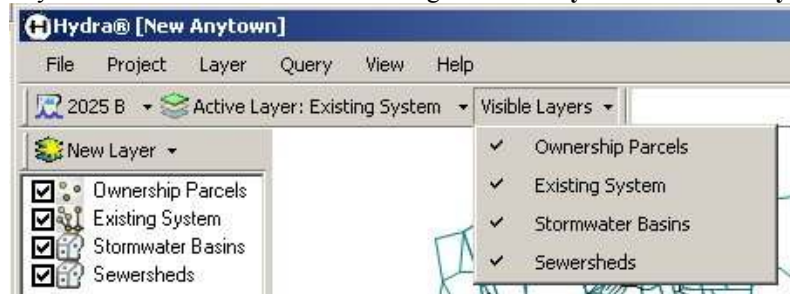 Hydra® [New Anytown]
File Project Layer Query View Help
2025 B Active Layer: Existing System Visible Layers
New Layer
Ownership Parcels
Existing System
Stormwater Basins
Sewersheds
Ownership Parcels
Existing System
Stormwater Basins
Sewersheds